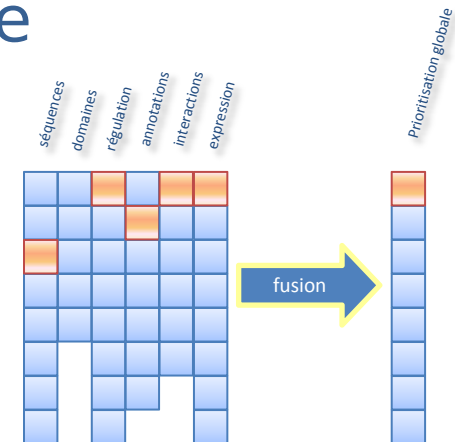 e
séquences
domaines
régulation
annotations
interactions
expression
Prioritisation globale
fusion